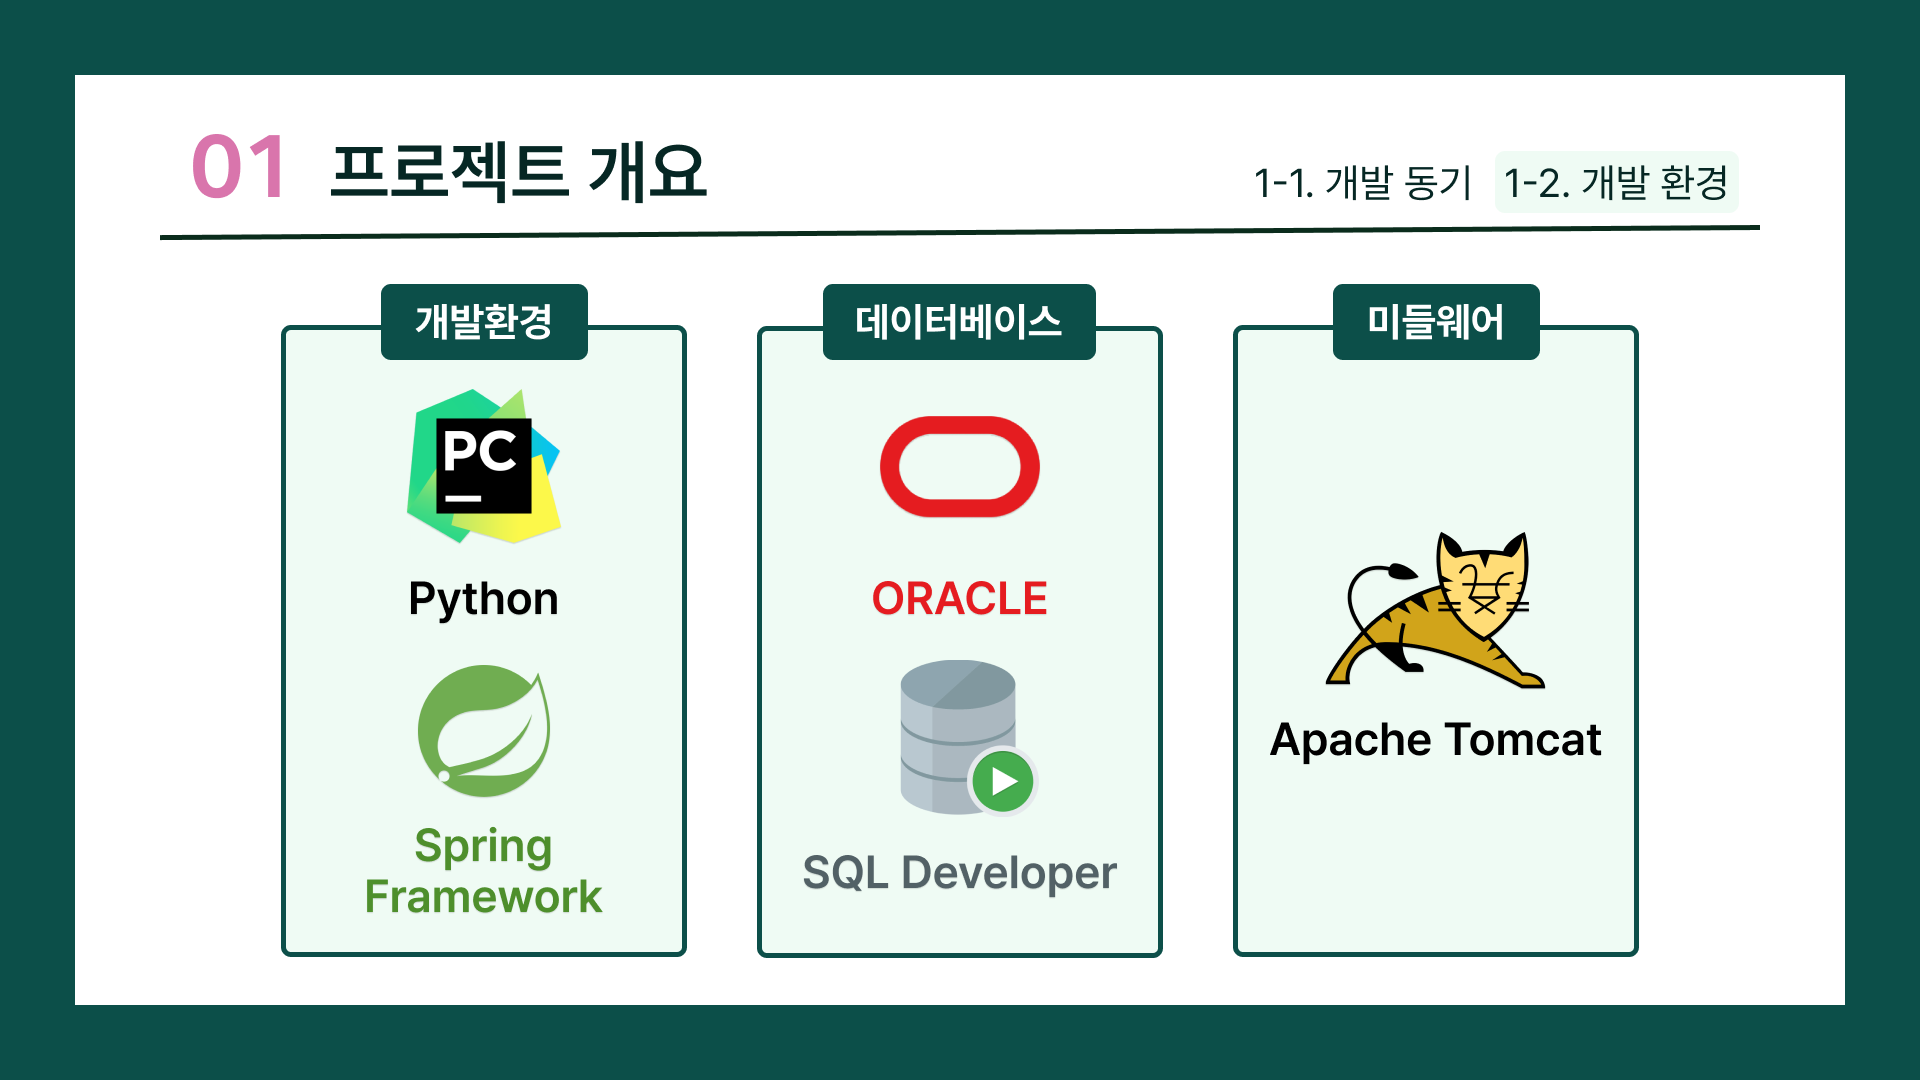 01 프로젝트 개요
1-1. 개발 동기 1-2. 개발 환경
개발환경
PC
Python
Spring
Framework
데이터베이스
ORACLE
SQL Developer
미들웨어
Apache Tomcat